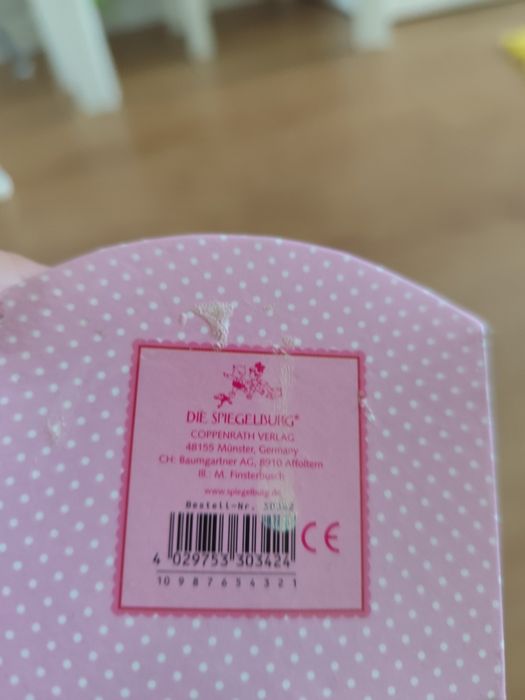 DIE SPIEGELBURG®
COPPENRATH VERLAG
48155 Münster, Germany
CH: Baumgartner AG, 8910 Affoltern
Ill.: M. Finsterbusch
www.spiegelburg.de
Bestell-Nr. 30342
CE
4 029753 303424
10 9 8 7 6 5 4 3 2 1